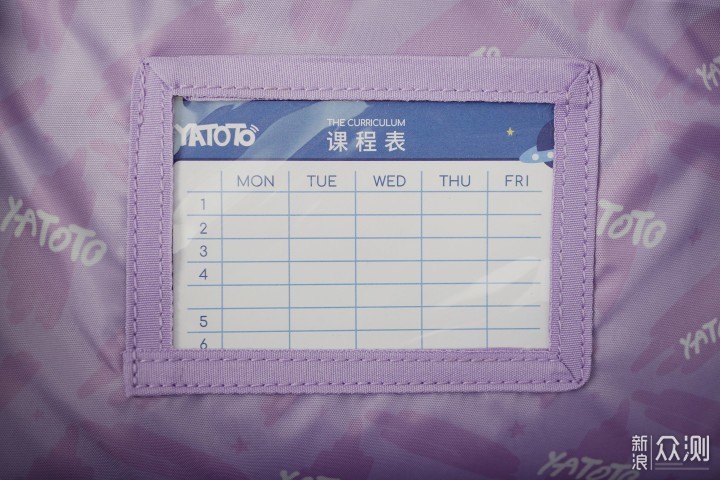 YATOTO
THE CURRICULUM
课程表
MON TUE WED THU FRI
1
2
3
4
5
6
YATOTO
YATOTO
YATOTO
新浪众测